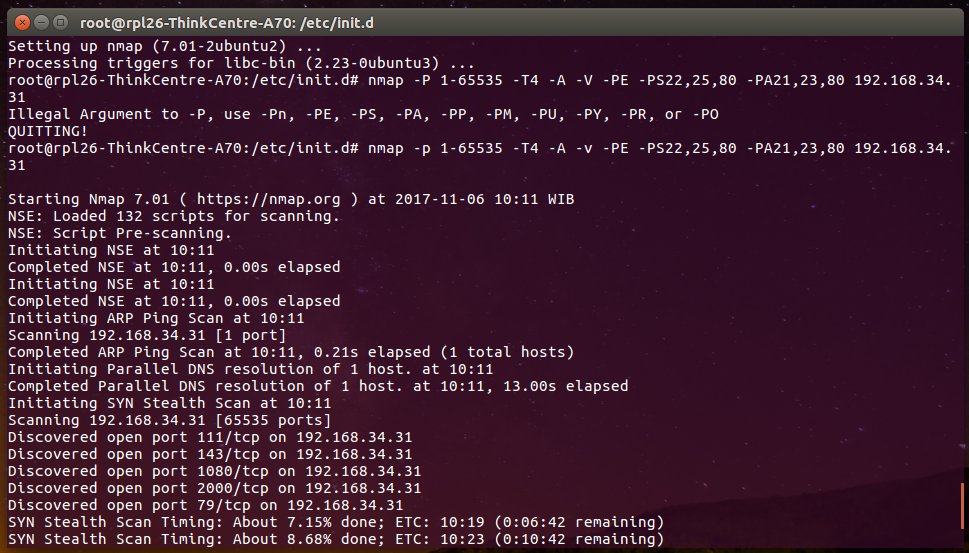 root@rpl26-ThinkCentre-A70: /etc/init.d
Setting up nmap (7.01-2ubuntu2) ...
Processing triggers for libc-bin (2.23-0ubuntu3) ...
root@rpl26-ThinkCentre-A70:/etc/init.d# nmap -P 1-65535 -T4 -A -V -PE -PS22,25,80 -PA21,23,80 192.168.34.
31
Illegal Argument to -P, use -Pn, -PE, -PS, -PA, -PP, -PM, -PU, -PY, -PR, or -PO
QUITTING!
root@rpl26-ThinkCentre-A70:/etc/init.d# nmap -p 1-65535 -T4 -A -v -PE -PS22,25,80 -PA21,23,80 192.168.34.
31
Starting Nmap 7.01 ( https://nmap.org ) at 2017-11-06 10:11 WIB
NSE: Loaded 132 scripts for scanning.
NSE: Script Pre-scanning.
Initiating NSE at 10:11
Completed NSE at 10:11, 0.00s elapsed
Initiating NSE at 10:11
Completed NSE at 10:11, 0.00s elapsed
Initiating ARP Ping Scan at 10:11
Scanning 192.168.34.31 [1 port]
Completed ARP Ping Scan at 10:11, 0.21s elapsed (1 total hosts)
Initiating Parallel DNS resolution of 1 host. at 10:11
Completed Parallel DNS resolution of 1 host. at 10:11, 13.00s elapsed
Initiating SYN Stealth Scan at 10:11
Scanning 192.168.34.31 [65535 ports]
Discovered open port 111/tcp on 192.168.34.31
Discovered open port 143/tcp on 192.168.34.31
Discovered open port 1080/tcp on 192.168.34.31
Discovered open port 2000/tcp on 192.168.34.31
Discovered open port 79/tcp on 192.168.34.31
SYN Stealth Scan Timing: About 7.15% done; ETC: 10:19 (0:06:42 remaining)
SYN Stealth Scan Timing: About 8.68% done; ETC: 10:23 (0:10:42 remaining)